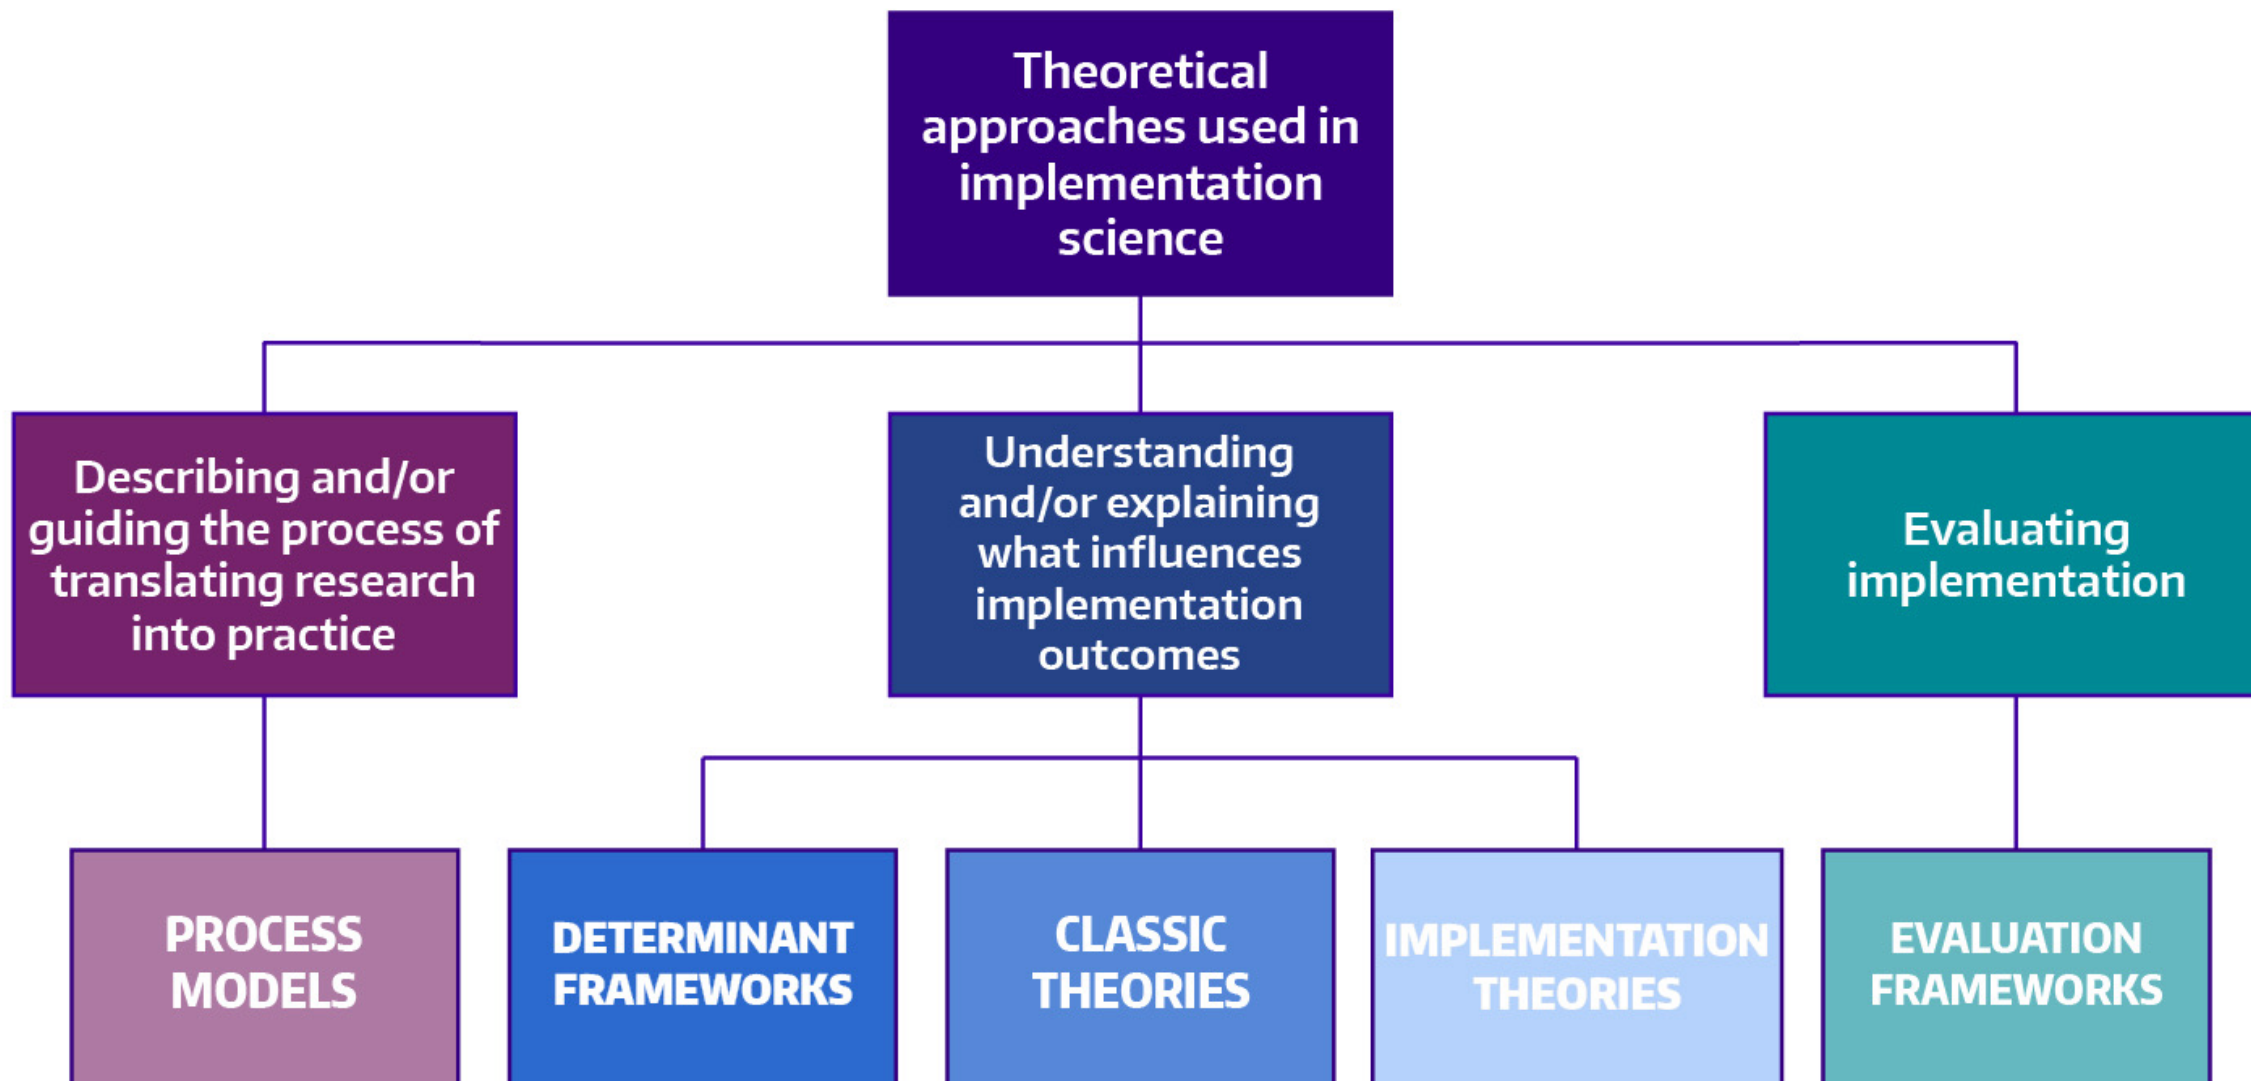 Theoretical
approaches used in
implementation
science
Describing and/or
guiding the process of
translating research
into practice
Understanding
and/or explaining
what influences
implementation
outcomes
Evaluating
implementation
PROCESS
MODELS
DETERMINANT
FRAMEWORKS
CLASSIC
THEORIES
IMPLEMENTATION
THEORIES
EVALUATION
FRAMEWORKS